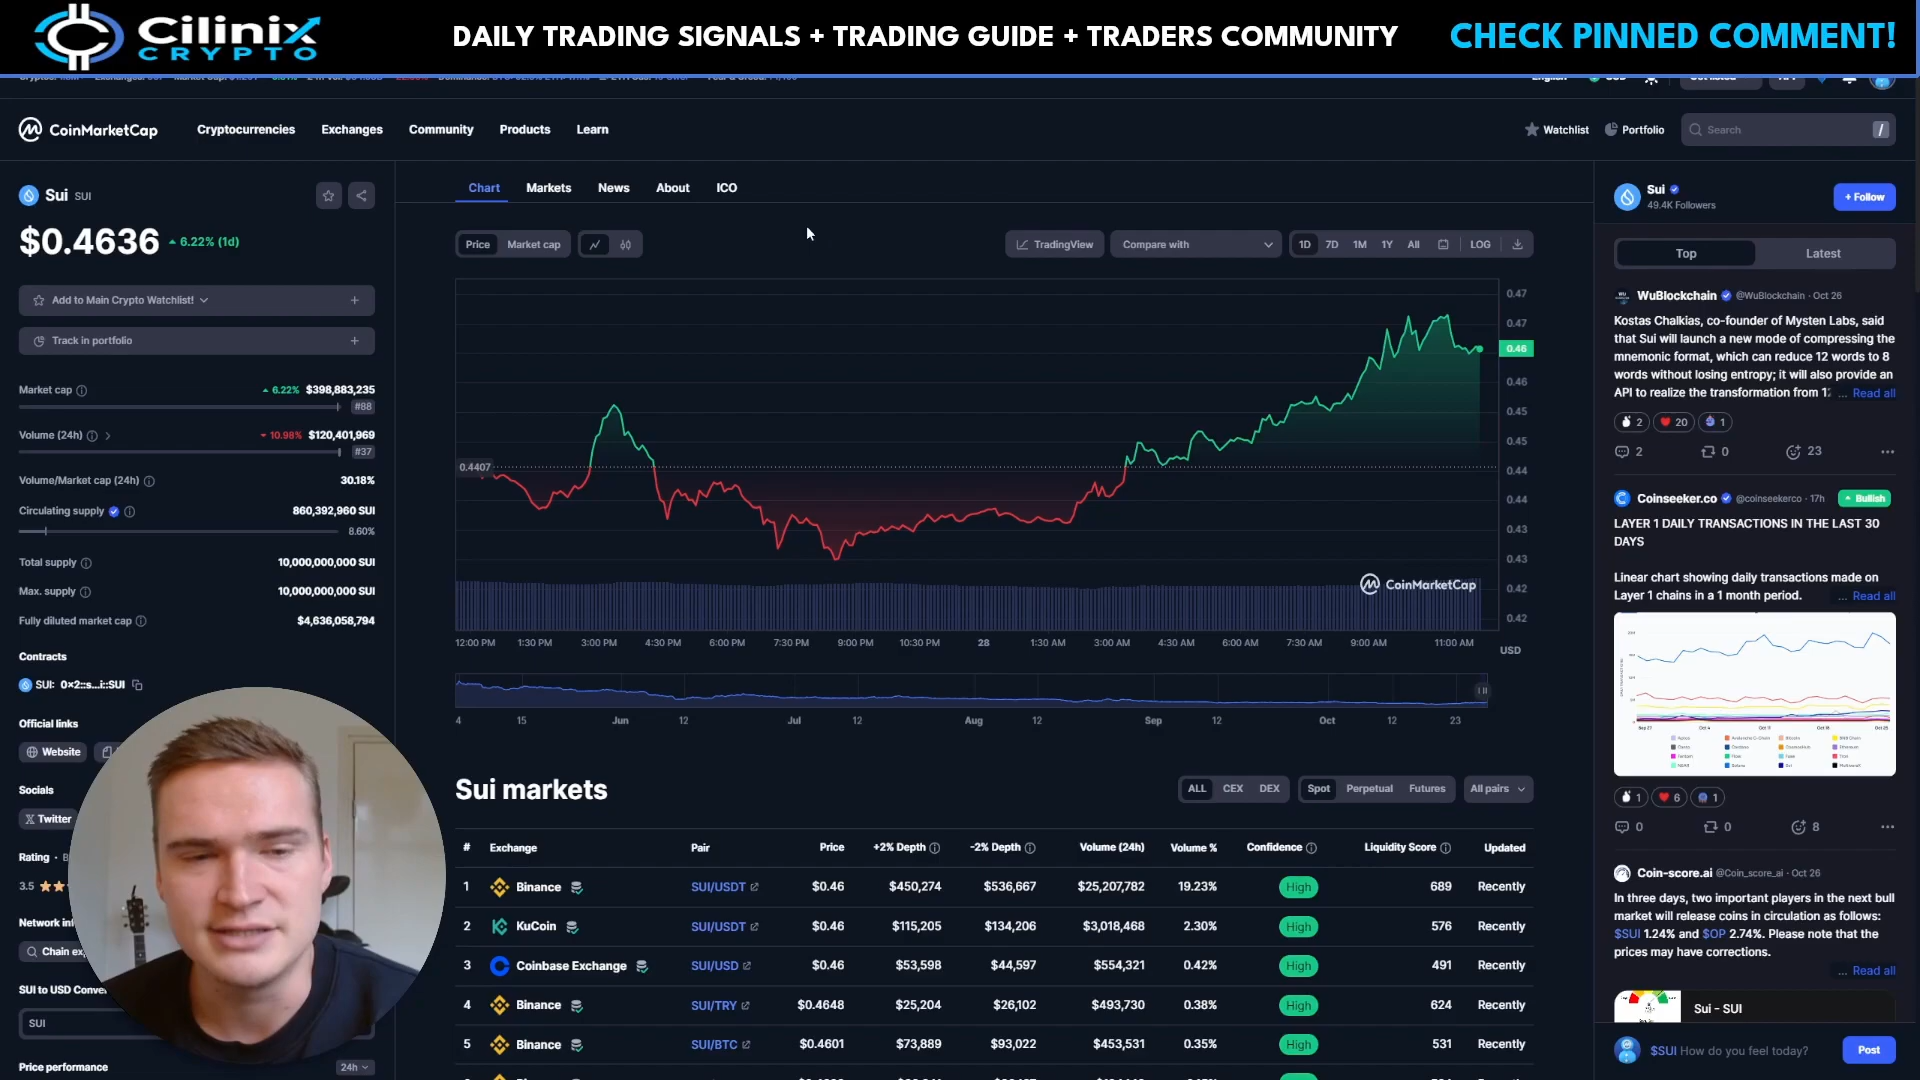 Cilinix
CRYPTO
DAILY TRADING SIGNALS + TRADING GUIDE + TRADERS COMMUNITY
CHECK PINNED COMMENT!
CoinMarketCap
Cryptocurrencies
Exchanges
Community
Products
Learn
Watchlist
Portfolio
Search
/
Sui SUI
$0.4636
6.22% (1d)
Add to Main Crypto Watchlist!
Track in portfolio
Market cap 6.22% $398,883,235
#88
Volume (24h) 10.98% $120,401,969
#37
Volume/Market cap (24h) 30.18%
Circulating supply 860,392,960 SUI
8.60%
Total supply 10,000,000,000 SUI
Max. supply 10,000,000,000 SUI
Fully diluted market cap $4,636,058,794
Contracts
SUI: 0x2::s...i::SUI
Official links
Website
Socials
Twitter
Rating
3.5
SUI
Price performance
24h
Chart
Markets
News
About
ICO
Price
Market cap
TradingView
Compare with
1D 7D 1M 1Y All
LOG
0.47
0.47
0.46
0.46
0.45
0.45
0.44
0.44
0.43
0.43
0.42
0.42
0.4407
CoinMarketCap
12:00 PM 1:30 PM 3:00 PM 4:30 PM 6:00 PM 7:30 PM 9:00 PM 10:30 PM 28 1:30 AM 3:00 AM 4:30 AM 6:00 AM 7:30 AM 9:00 AM 11:00 AM
USD
4 15 Jun 12 Jul 12 Aug 12 Sep 12 Oct 12 23
Sui markets
ALL CEX DEX
Spot Perpetual Futures
All pairs
# Exchange Pair Price +2% Depth -2% Depth Volume (24h) Volume % Confidence Liquidity Score Updated
1 Binance SUI/USDT $0.46 $450,274 $536,667 $25,207,782 19.23% High 689 Recently
2 KuCoin SUI/USDT $0.46 $115,205 $134,206 $3,018,468 2.30% High 576 Recently
3 Coinbase Exchange SUI/USD $0.46 $53,598 $44,597 $554,321 0.42% High 491 Recently
4 Binance SUI/TRY $0.4648 $25,204 $26,102 $493,730 0.38% High 624 Recently
5 Binance SUI/BTC $0.4601 $73,889 $93,022 $453,531 0.35% High 531 Recently
Sui
49.4K Followers
+ Follow
Top
Latest
WuBlockchain @WuBlockchain · Oct 26
Kostas Chalkias, co-founder of Mysten Labs, said
that Sui will launch a new mode of compressing the
mnemonic format, which can reduce 12 words to 8
words without losing entropy; it will also provide an
API to realize the transformation from ... Read all
2 20 1
2 0 23
Coinseeker.co @coinseekerco · 17h Bullish
LAYER 1 DAILY TRANSACTIONS IN THE LAST 30
DAYS
Linear chart showing daily transactions made on
Layer 1 chains in a 1 month period. ... Read all
1 6 1
0 0 8
Coin-score.ai @Coin_score_ai · Oct 26
In three days, two important players in the next bull
market will release coins in circulation as follows:
$SUI 1.24% and $OP 2.74%. Please note that the
prices may have corrections.
... Read all
Sui - SUI
$SUI How do you feel today?
Post